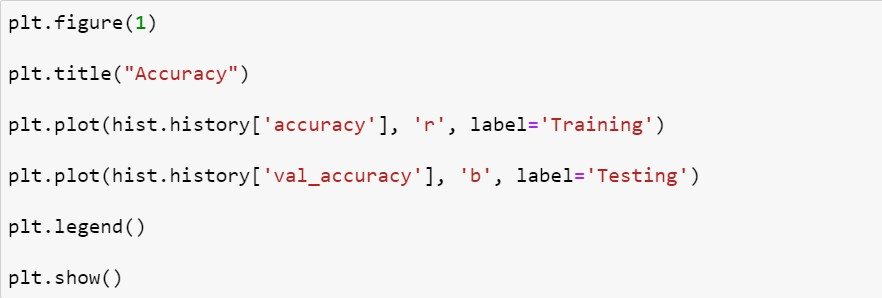 plt.figure(1)
plt.title("Accuracy")
plt.plot(hist.history['accuracy'], 'r', label='Training')
plt.plot(hist.history['val_accuracy'], 'b', label='Testing')
plt.legend()
plt.show()